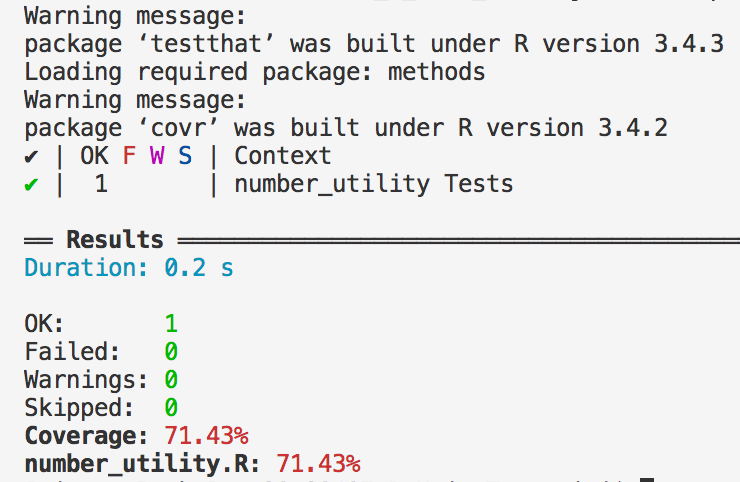 Warning message:
package ‘testthat’ was built under R version 3.4.3
Loading required package: methods
Warning message:
package ‘covr’ was built under R version 3.4.2
✔ | OK F W S | Context
✔ |  1       | number_utility Tests
══ Results ════════════════════════════════════════
Duration: 0.2 s
OK:       1
Failed:   0
Warnings: 0
Skipped:  0
Coverage: 71.43%
number_utility.R: 71.43%